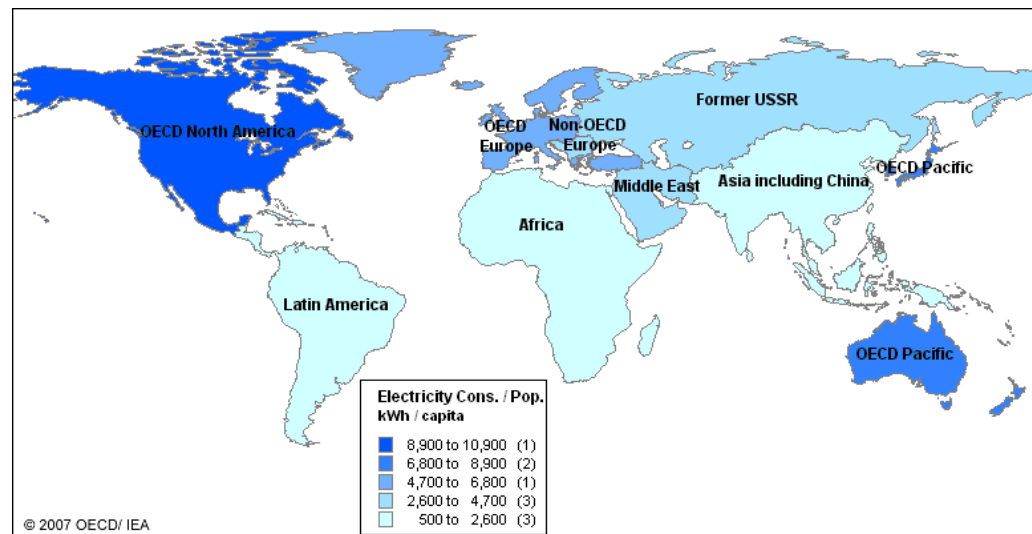 Former USSR
OECD North America
OECD
Europe
Non-OECD
Europe
OECD Pacific
Middle East
Asia including China
Africa
Latin America
OECD Pacific
Electricity Cons. / Pop.
kWh / capita
8,900 to 10,900 (1)
6,800 to 8,900 (2)
4,700 to 6,800 (1)
2,600 to 4,700 (3)
500 to 2,600 (3)
© 2007 OECD/ IEA